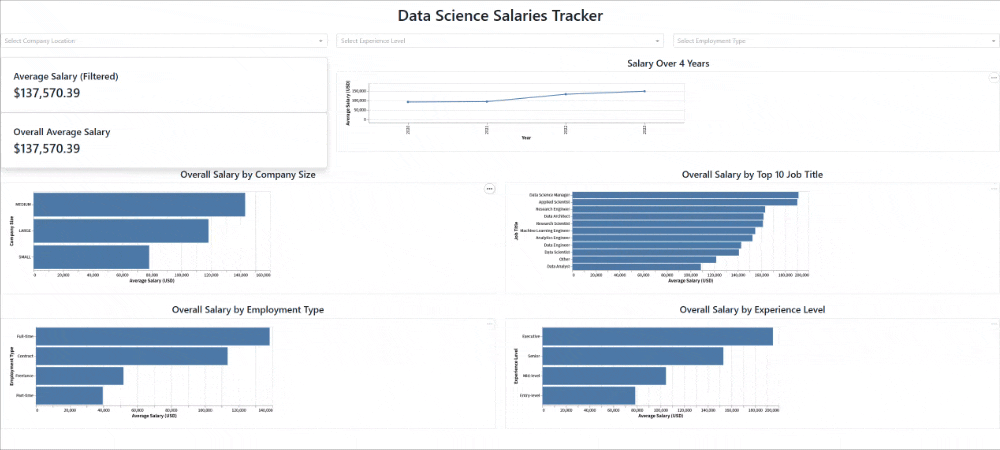 Data Science Salaries Tracker
Select Company Location
Select Experience Level
Select Employment Type
Average Salary (Filtered)
$137,570.39
Overall Average Salary
$137,570.39
Salary Over 4 Years
Average Salary (USD)
150,000
100,000
50,000
0
2020
2021
2022
2023
Year
Overall Salary by Company Size
Company Size
MEDIUM
LARGE
SMALL
0
20,000
40,000
60,000
80,000
100,000
120,000
140,000
160,000
Average Salary (USD)
Overall Salary by Top 10 Job Title
Job Title
Data Science Manager
Applied Scientist
Research Engineer
Data Architect
Research Scientist
Machine Learning Engineer
Analytics Engineer
Data Engineer
Data Scientist
Other
Data Analyst
0
20,000
40,000
60,000
80,000
100,000
120,000
140,000
160,000
180,000
200,000
Average Salary (USD)
Overall Salary by Employment Type
Employment Type
Full-time
Contract
Freelance
Part-time
0
20,000
40,000
60,000
80,000
100,000
120,000
140,000
Average Salary (USD)
Overall Salary by Experience Level
Experience Level
Executive
Senior
Mid-level
Entry-level
0
20,000
40,000
60,000
80,000
100,000
120,000
140,000
160,000
180,000
200,000
Average Salary (USD)